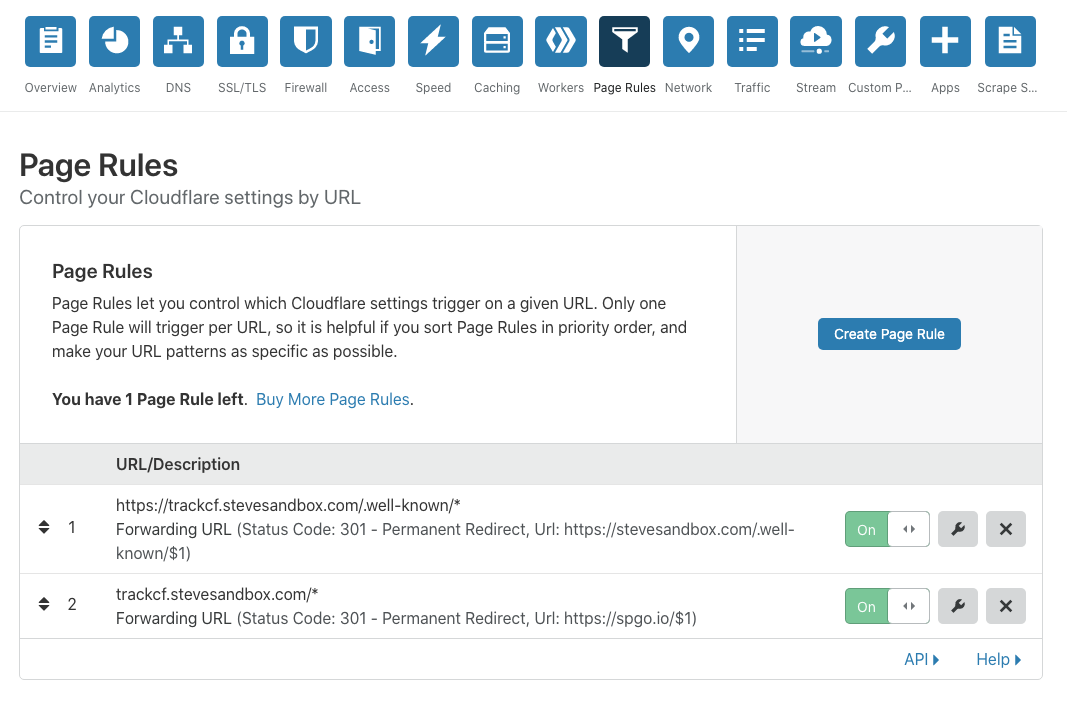 Overview Analytics DNS SSL/TLS Firewall Access Speed Caching Workers Page Rules Network Traffic Stream Custom P... Apps Scrape S...
Page Rules
Control your Cloudflare settings by URL
Page Rules
Page Rules let you control which Cloudflare settings trigger on a given URL. Only one
Page Rule will trigger per URL, so it is helpful if you sort Page Rules in priority order, and
make your URL patterns as specific as possible.
You have 1 Page Rule left. Buy More Page Rules.
Create Page Rule
URL/Description
https://trackcf.stevesandbox.com/.well-known/*
1 Forwarding URL (Status Code: 301 - Permanent Redirect, Url: https://stevesandbox.com/.well- On
known/$1)
trackcf.stevesandbox.com/*
2 Forwarding URL (Status Code: 301 - Permanent Redirect, Url: https://spgo.io/$1) On
API Help